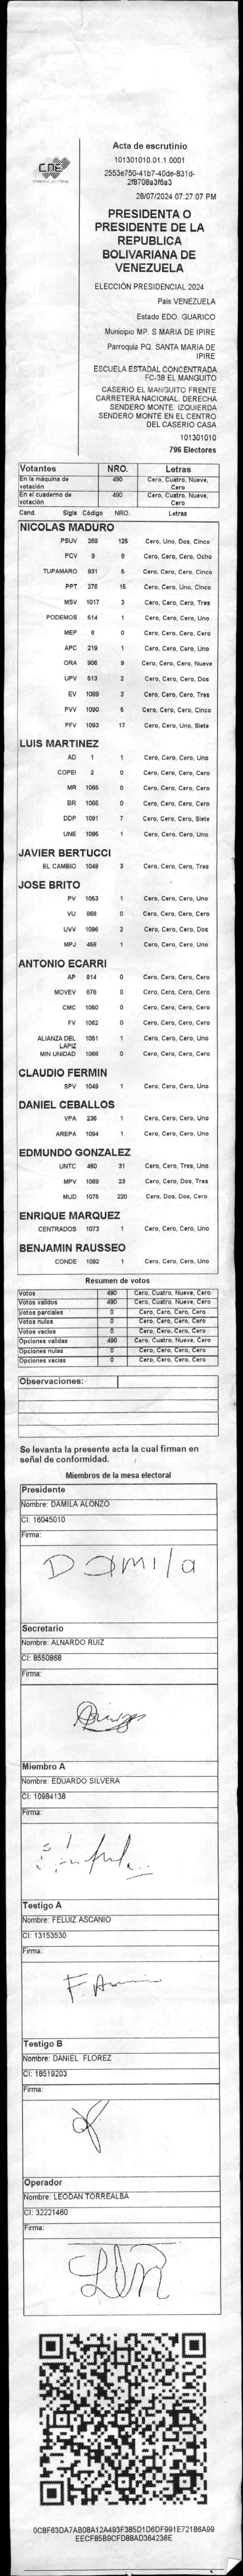 CNE
Acta de escrutinio
101301010.01.1.0001
2553e750-41b7-40de-831d-
2f8708a3f6a3
28/07/2024 07:27:07 PM
PRESIDENTA O
PRESIDENTE DE LA
REPUBLICA
BOLIVARIANA DE
VENEZUELA
ELECCIÓN PRESIDENCIAL 2024
Pais VENEZUELA
Estado EDO. GUARICO
Municipio MP. S MARIA DE IPIRE
Parroquia PQ. SANTA MARIA DE
IPIRE
ESCUELA ESTADAL CONCENTRADA
FC-38 EL MANGUITO
CASERIO EL MANGUITO FRENTE
CARRETERA NACIONAL. DERECHA
SENDERO MONTE. IZQUIERDA
SENDERO MONTE EN EL CENTRO
DEL CASERIO CASA
101301010
796 Electores
Votantes NRO. Letras
En la máquina de votación 490 Cero, Cuatro, Nueve, Cero
En el cuaderno de votación 490 Cero, Cuatro, Nueve, Cero
Cand. Sigla Código NRO. Letras
NICOLAS MADURO
PSUV 269 125 Cero, Uno, Dos, Cinco
PCV 9 8 Cero, Cero, Cero, Ocho
TUPAMARO 931 5 Cero, Cero, Cero, Cinco
PPT 276 15 Cero, Cero, Uno, Cinco
MSV 1017 3 Cero, Cero, Cero, Tres
PODEMOS 514 1 Cero, Cero, Cero, Uno
MEP 6 0 Cero, Cero, Cero, Cero
APC 219 1 Cero, Cero, Cero, Uno
ORA 906 9 Cero, Cero, Cero, Nueve
UPV 513 2 Cero, Cero, Cero, Dos
EV 1089 3 Cero, Cero, Cero, Tres
PVV 1090 5 Cero, Cero, Cero, Cinco
PFV 1093 17 Cero, Cero, Uno, Siete
LUIS MARTINEZ
AD 1 1 Cero, Cero, Cero, Uno
COPEI 2 0 Cero, Cero, Cero, Cero
MR 1065 0 Cero, Cero, Cero, Cero
BR 1066 0 Cero, Cero, Cero, Cero
DDP 1091 7 Cero, Cero, Cero, Siete
UNE 1095 1 Cero, Cero, Cero, Uno
JAVIER BERTUCCI
EL CAMBIO 1048 3 Cero, Cero, Cero, Tres
JOSE BRITO
PV 1053 1 Cero, Cero, Cero, Uno
VU 868 0 Cero, Cero, Cero, Cero
UVV 1096 2 Cero, Cero, Cero, Dos
MPJ 458 1 Cero, Cero, Cero, Uno
ANTONIO ECARRI
AP 814 0 Cero, Cero, Cero, Cero
MOVEV 878 0 Cero, Cero, Cero, Cero
CMC 1050 0 Cero, Cero, Cero, Cero
FV 1062 0 Cero, Cero, Cero, Cero
ALIANZA DEL LAPIZ 1051 1 Cero, Cero, Cero, Uno
MIN UNIDAD 1068 0 Cero, Cero, Cero, Cero
CLAUDIO FERMIN
SPV 1049 1 Cero, Cero, Cero, Uno
DANIEL CEBALLOS
VPA 236 1 Cero, Cero, Cero, Uno
AREPA 1094 1 Cero, Cero, Cero, Uno
EDMUNDO GONZALEZ
UNTC 460 31 Cero, Cero, Tres, Uno
MPV 1069 23 Cero, Cero, Dos, Tres
MUD 1075 220 Cero, Dos, Dos, Cero
ENRIQUE MARQUEZ
CENTRADOS 1073 1 Cero, Cero, Cero, Uno
BENJAMIN RAUSSEO
CONDE 1092 1 Cero, Cero, Cero, Uno
Resumen de votos
Votos 490 Cero, Cuatro, Nueve, Cero
Votos validos 490 Cero, Cuatro, Nueve, Cero
Votos parciales 0 Cero, Cero, Cero, Cero
Votos nulos 0 Cero, Cero, Cero, Cero
Votos vacios 0 Cero, Cero, Cero, Cero
Opciones validas 490 Cero, Cuatro, Nueve, Cero
Opciones nulas 0 Cero, Cero, Cero, Cero
Opciones vacias 0 Cero, Cero, Cero, Cero
Observaciones:
Se levanta la presente acta la cual firman en
señal de conformidad.
Miembros de la mesa electoral
Presidente
Nombre: DAMILA ALONZO
CI: 16045010
Firma:
Damila
Secretario
Nombre: ALNARDO RUIZ
CI: 8550868
Firma:
Miembro A
Nombre: EDUARDO SILVERA
CI: 10984138
Firma:
Testigo A
Nombre: FELUIZ ASCANIO
CI: 13153530
Firma:
Testigo B
Nombre: DANIEL FLOREZ
CI: 18519203
Firma:
Operador
Nombre: LEODAN TORREALBA
CI: 32221460
Firma:
0C8F63DA7AB08A12A493F385D1D6DF991E72186A99
EECF85B9CFD88AD364236E